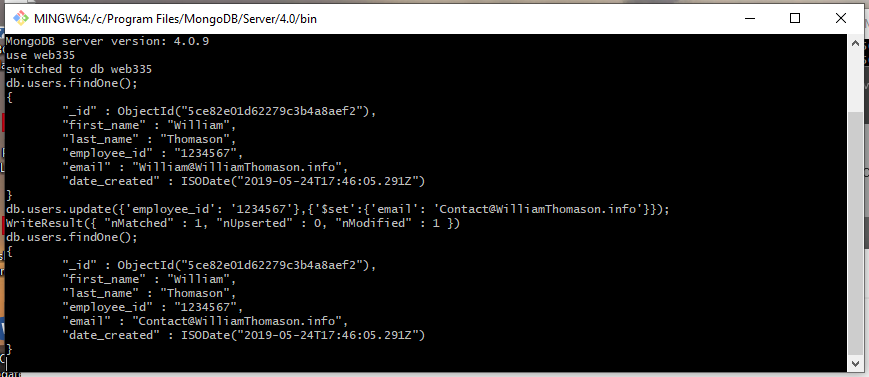 MINGW64:/c/Program Files/MongoDB/Server/4.0/bin
MongoDB server version: 4.0.9
use web335
switched to db web335
db.users.findOne();
{
        "_id" : ObjectId("5ce82e01d62279c3b4a8aef2"),
        "first_name" : "William",
        "last_name" : "Thomason",
        "employee_id" : "1234567",
        "email" : "William@WilliamThomason.info",
        "date_created" : ISODate("2019-05-24T17:46:05.291Z")
}
db.users.update({'employee_id': '1234567'},{'$set':{'email': 'Contact@WilliamThomason.info'}});
WriteResult({ "nMatched" : 1, "nUpserted" : 0, "nModified" : 1 })
db.users.findOne();
{
        "_id" : ObjectId("5ce82e01d62279c3b4a8aef2"),
        "first_name" : "William",
        "last_name" : "Thomason",
        "employee_id" : "1234567",
        "email" : "Contact@WilliamThomason.info",
        "date_created" : ISODate("2019-05-24T17:46:05.291Z")
}